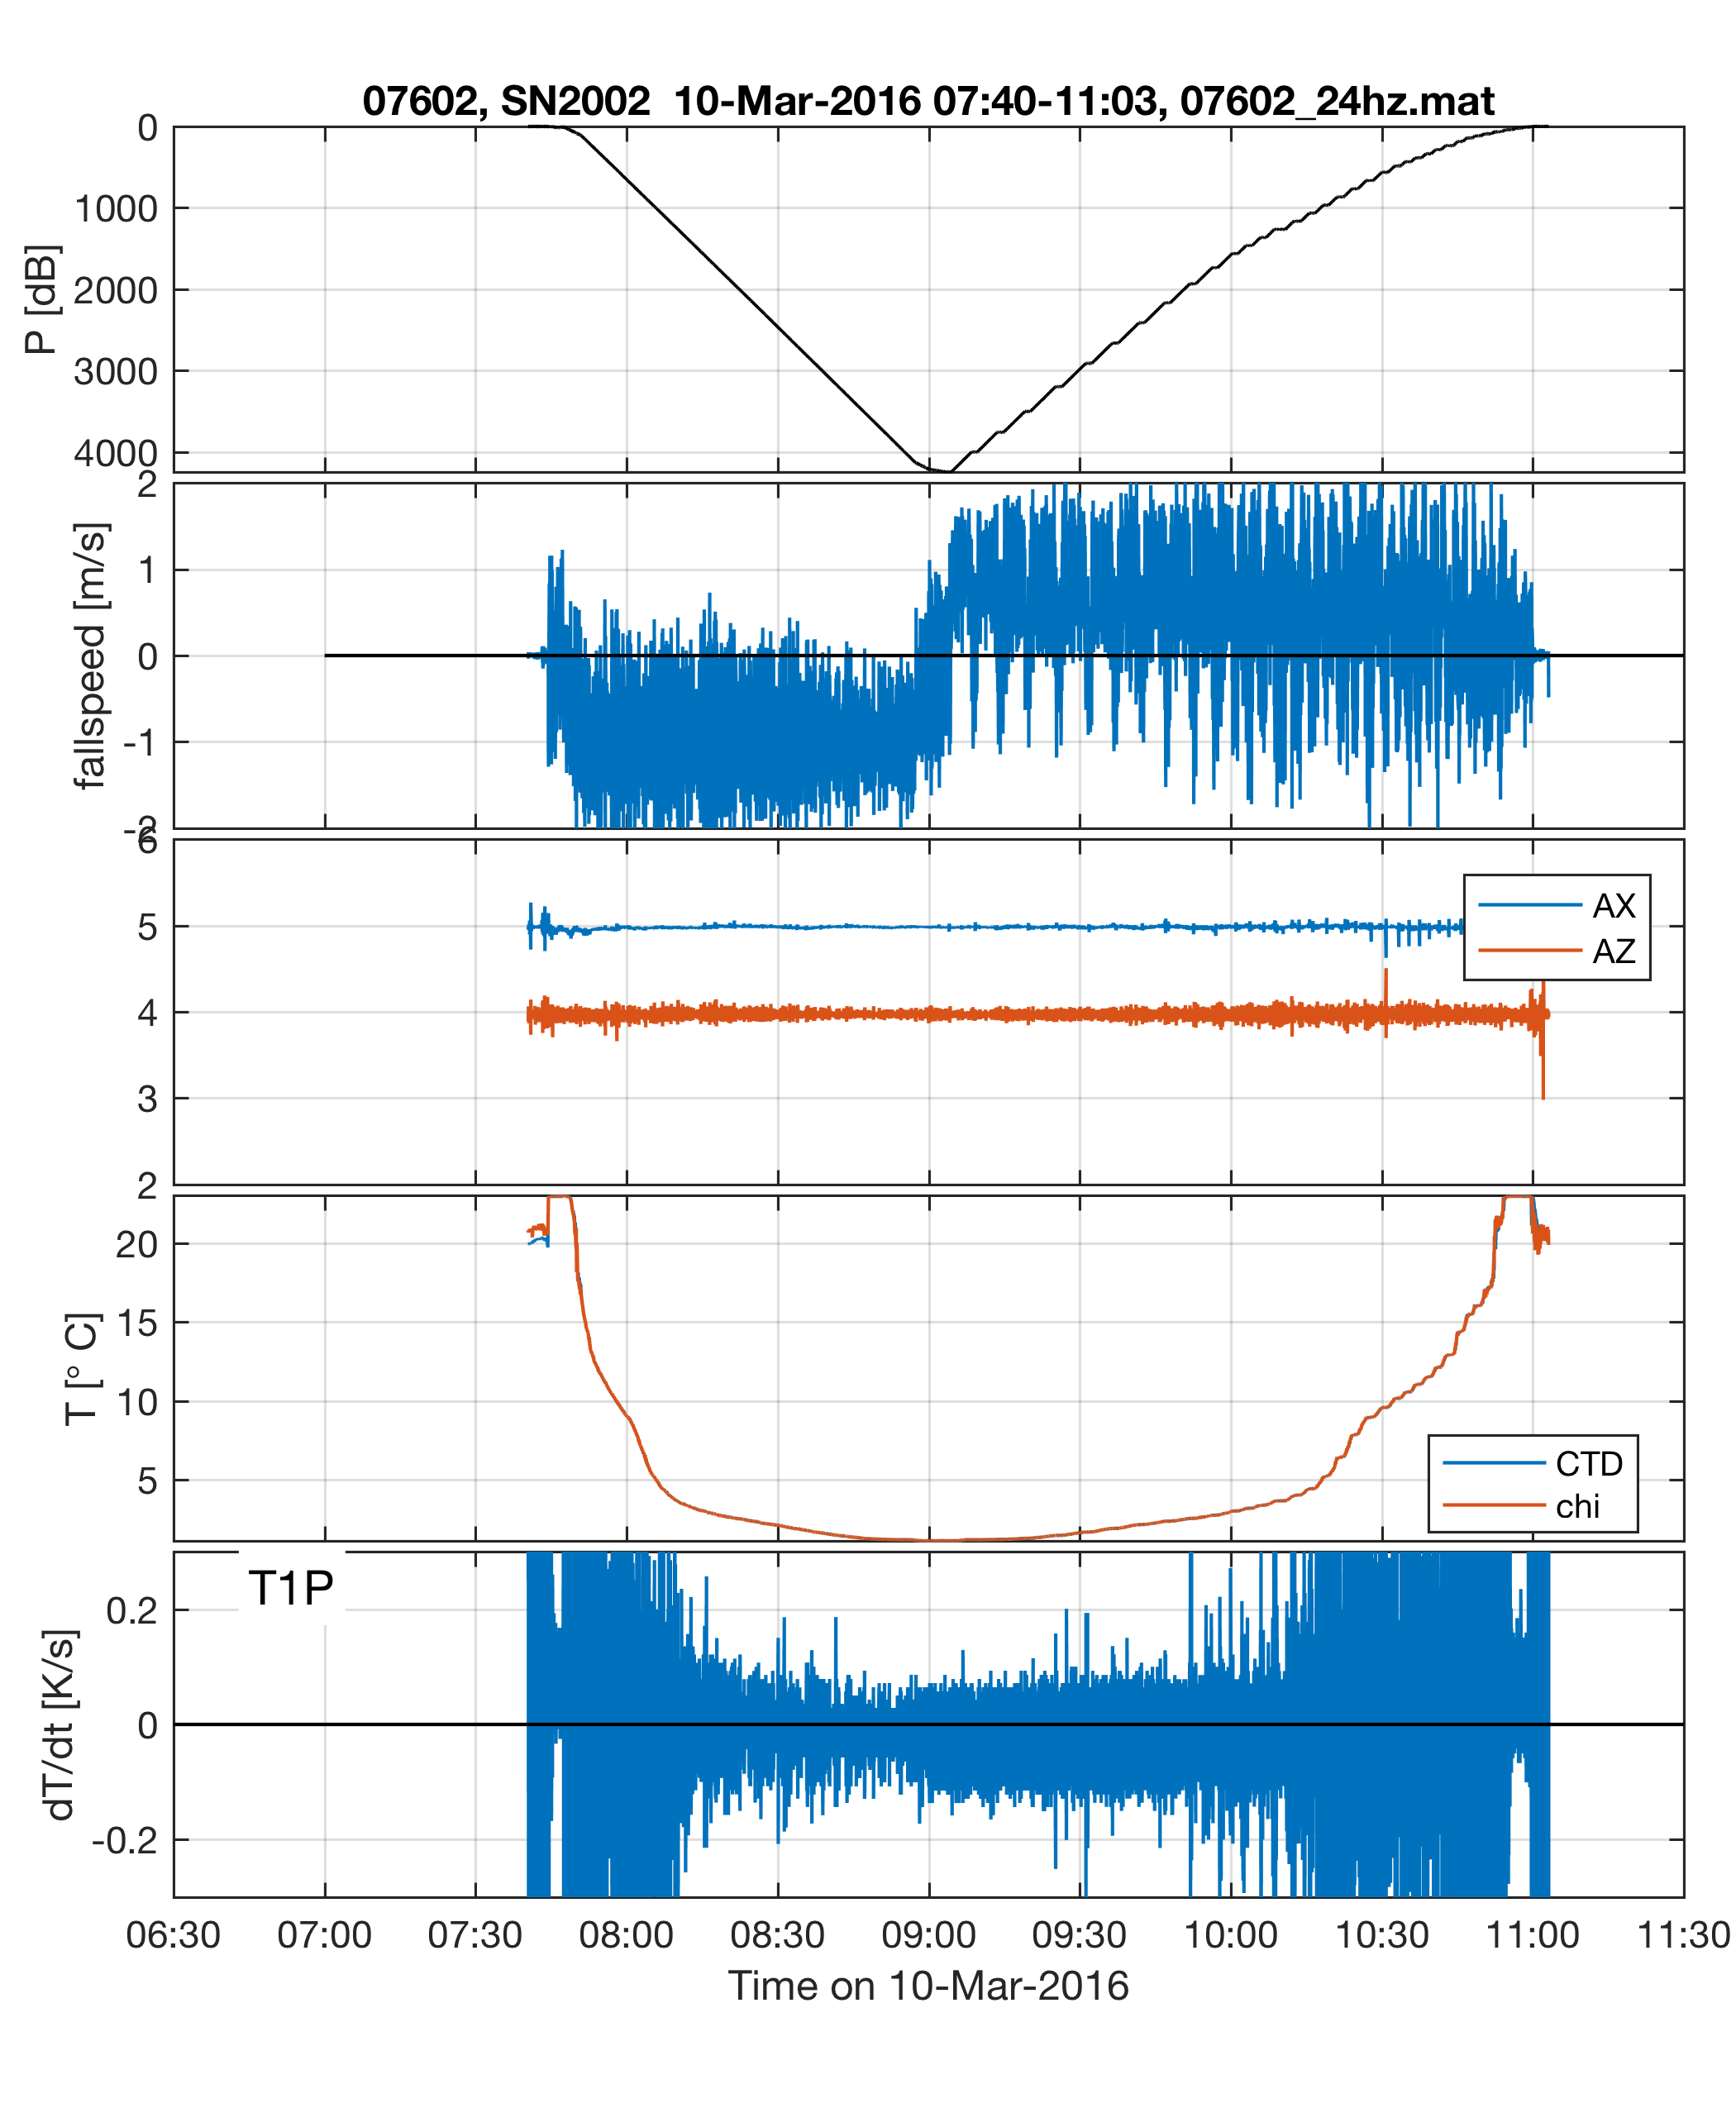 07602, SN2002  10-Mar-2016 07:40-11:03, 07602_24hz.mat
0
1000
2000
3000
4000
P [dB]
2
1
0
-1
-2
fallspeed [m/s]
6
5
4
3
2
AX
AZ
20
15
10
5
T [° C]
CTD
chi
T1P
0.2
0
-0.2
dT/dt [K/s]
06:30 07:00 07:30 08:00 08:30 09:00 09:30 10:00 10:30 11:00 11:30
Time on 10-Mar-2016